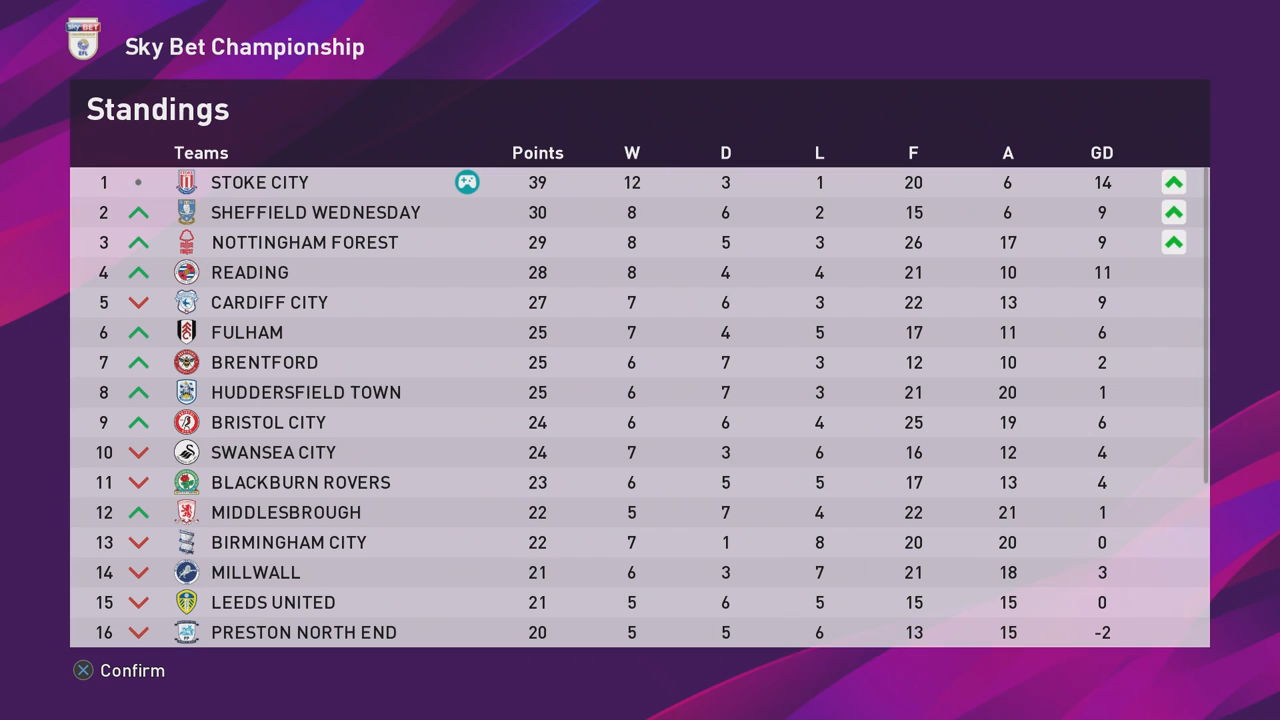 SKY BET
EFL
Sky Bet Championship
Standings
Teams Points W D L F A GD
1 STOKE CITY 39 12 3 1 20 6 14
2 SHEFFIELD WEDNESDAY 30 8 6 2 15 6 9
3 NOTTINGHAM FOREST 29 8 5 3 26 17 9
4 READING 28 8 4 4 21 10 11
5 CARDIFF CITY 27 7 6 3 22 13 9
6 FULHAM 25 7 4 5 17 11 6
7 BRENTFORD 25 6 7 3 12 10 2
8 HUDDERSFIELD TOWN 25 6 7 3 21 20 1
9 BRISTOL CITY 24 6 6 4 25 19 6
10 SWANSEA CITY 24 7 3 6 16 12 4
11 BLACKBURN ROVERS 23 6 5 5 17 13 4
12 MIDDLESBROUGH 22 5 7 4 22 21 1
13 BIRMINGHAM CITY 22 7 1 8 20 20 0
14 MILLWALL 21 6 3 7 21 18 3
15 LEEDS UNITED 21 5 6 5 15 15 0
16 PRESTON NORTH END 20 5 5 6 13 15 -2
Confirm